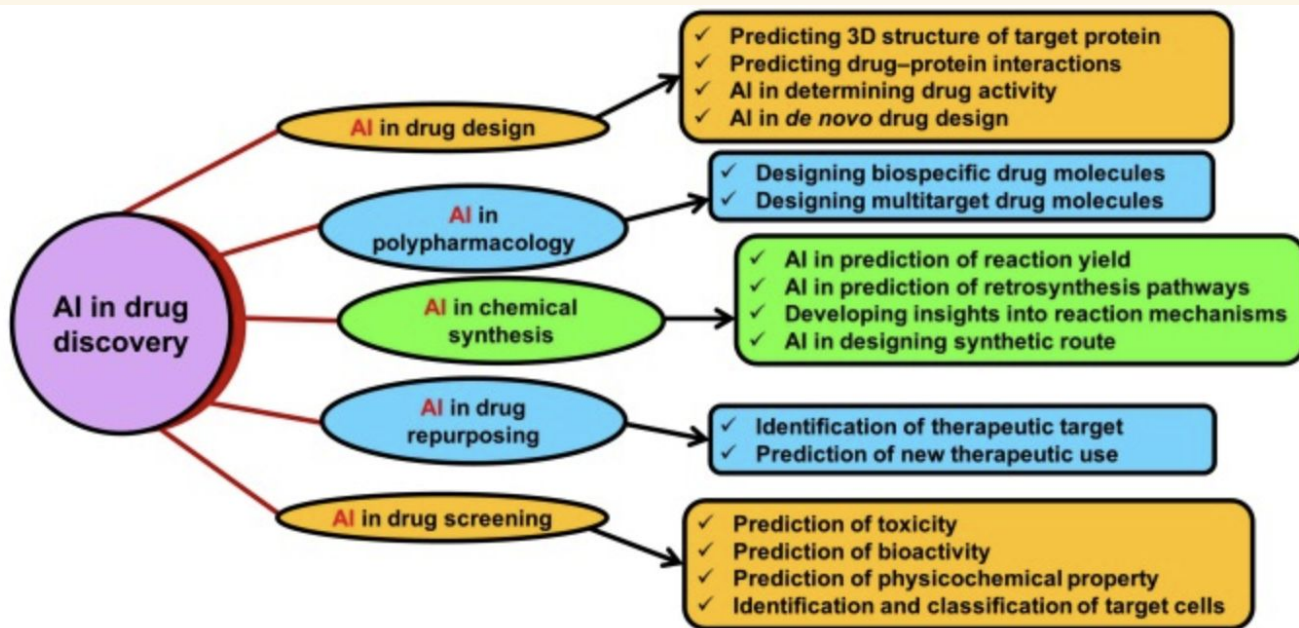 AI in drug
discovery
AI in drug design
✓ Predicting 3D structure of target protein
✓ Predicting drug–protein interactions
✓ AI in determining drug activity
✓ AI in de novo drug design
AI in
polypharmacology
✓ Designing biospecific drug molecules
✓ Designing multitarget drug molecules
AI in chemical
synthesis
✓ AI in prediction of reaction yield
✓ AI in prediction of retrosynthesis pathways
✓ Developing insights into reaction mechanisms
✓ AI in designing synthetic route
AI in drug
repurposing
✓ Identification of therapeutic target
✓ Prediction of new therapeutic use
AI in drug screening
✓ Prediction of toxicity
✓ Prediction of bioactivity
✓ Prediction of physicochemical property
✓ Identification and classification of target cells